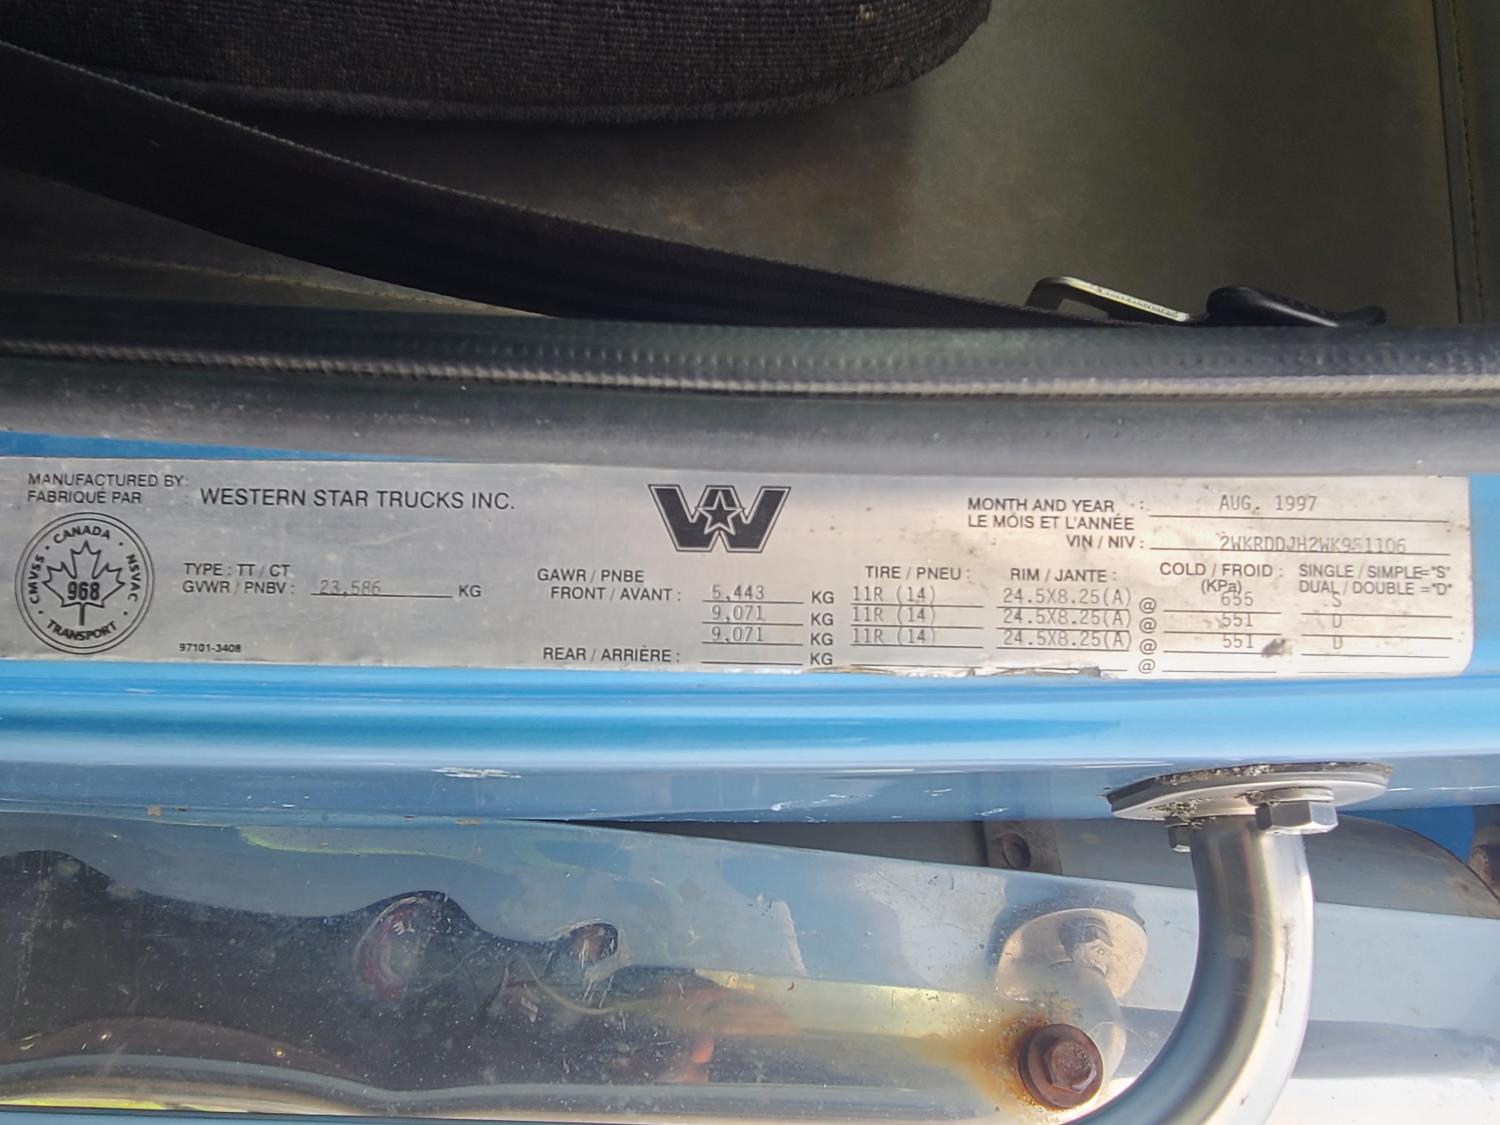 MANUFACTURED BY:
FABRIQUÉ PAR : WESTERN STAR TRUCKS INC.
W
MONTH AND YEAR : AUG. 1997
LE MOIS ET L'ANNÉE
VIN / NIV : 2WKRDDJH2WK951106
CANADA
CMVSS · NSVAC
968
TRANSPORT
TYPE : TT / CT
GVWR / PNBV : 23,586 KG
97101-3408
GAWR / PNBE TIRE / PNEU : RIM / JANTE : COLD / FROID : (KPa) SINGLE / SIMPLE="S" DUAL / DOUBLE ="D"
FRONT / AVANT : 5,443 KG 11R (14) 24.5X8.25(A) @ 655 S
9,071 KG 11R (14) 24.5X8.25(A) @ 551 D
9,071 KG 11R (14) 24.5X8.25(A) @ 551 D
REAR / ARRIÈRE : KG @